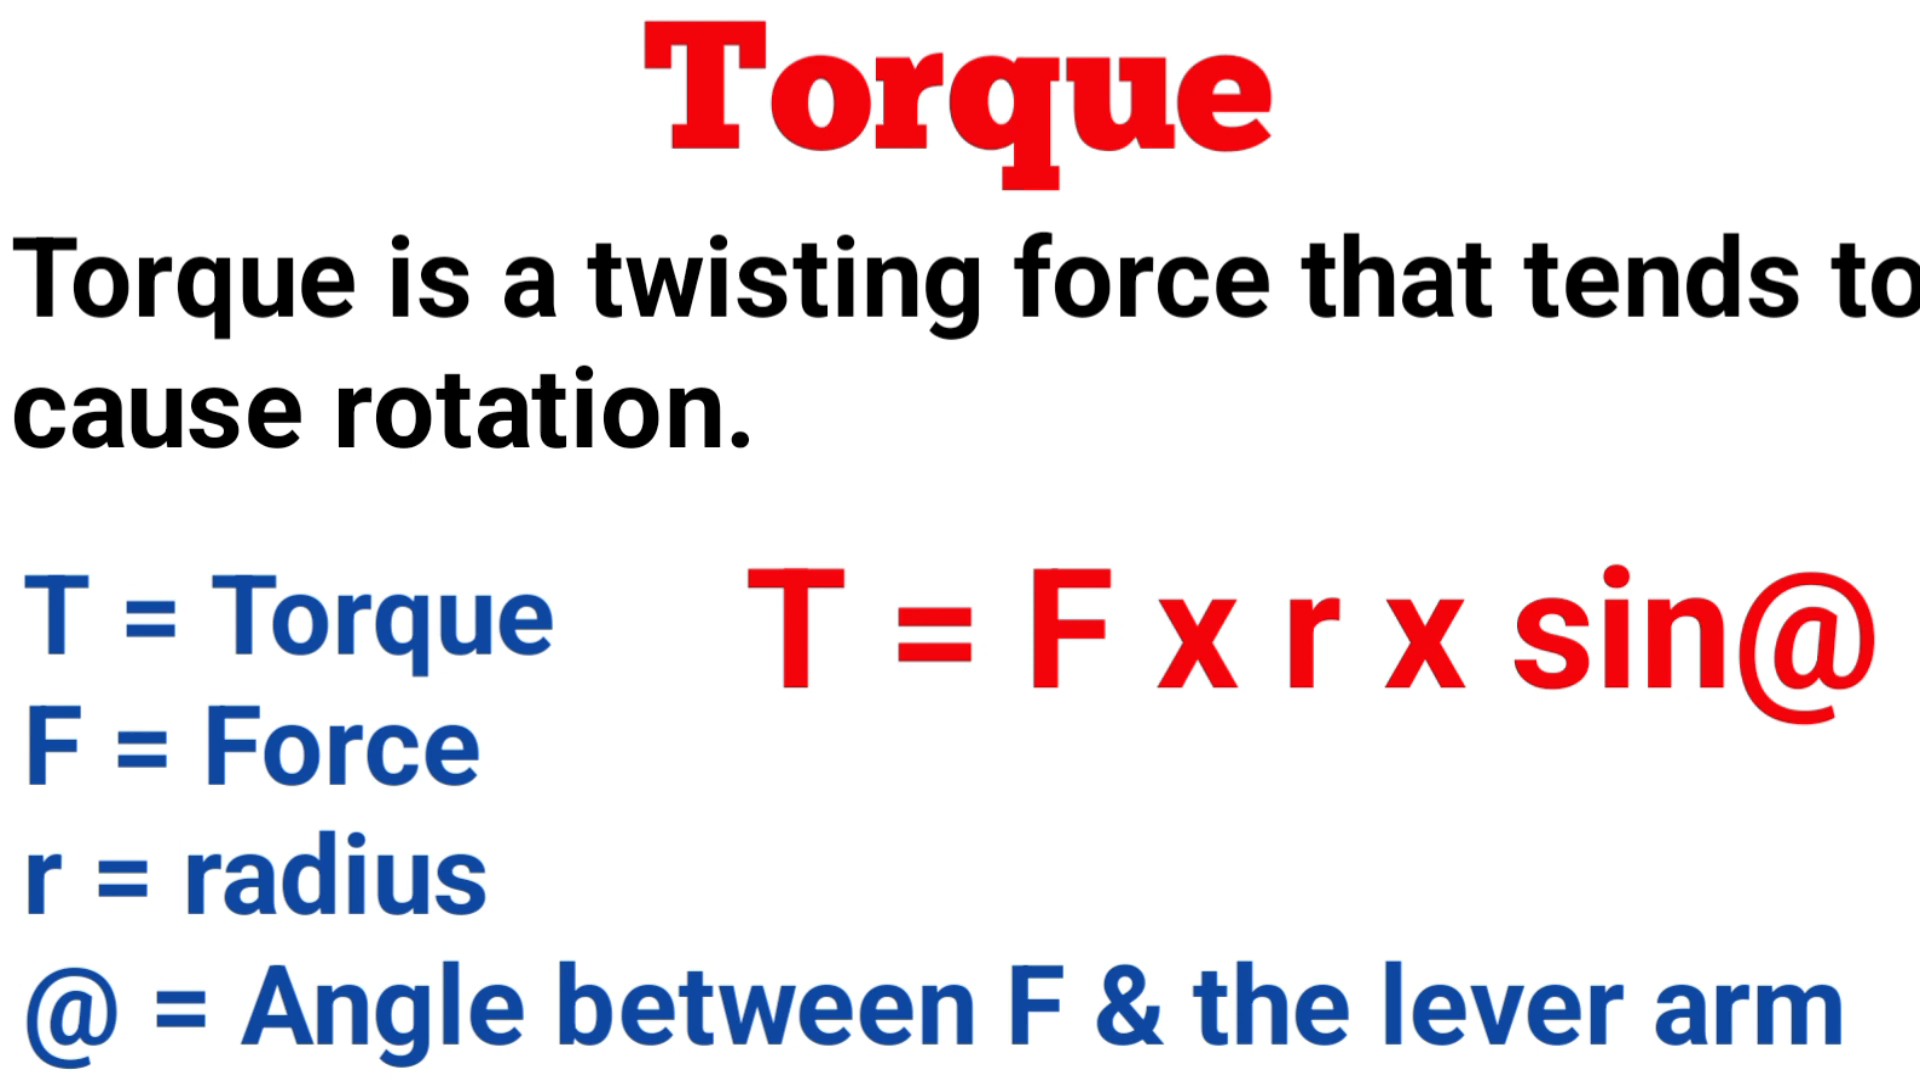 Torque
Torque is a twisting force that tends to
cause rotation.
T = Torque
T = F x r x sin@
F = Force
r = radius
@ = Angle between F & the lever arm